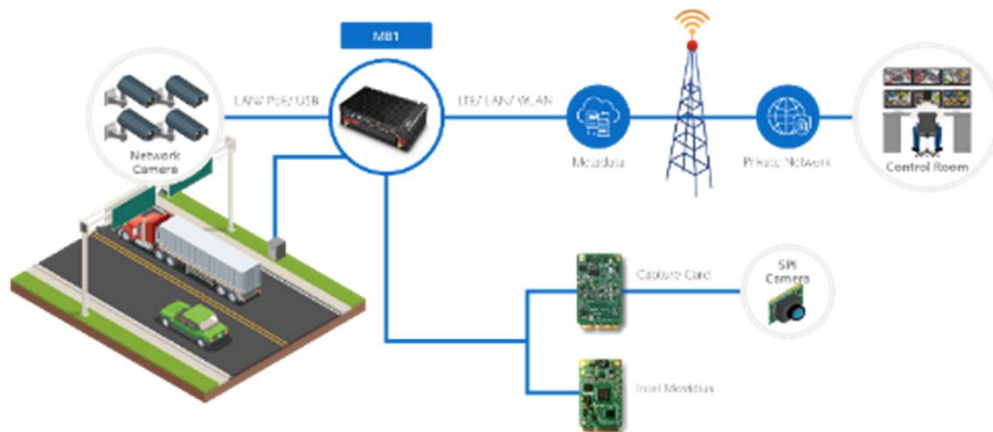 M81
LAN/ PoE/ USB
LTE/ LAN/ WLAN
Network
Camera
Metadata
Private Network
Control Room
Capture Card
SPI
Camera
Intel Movidius